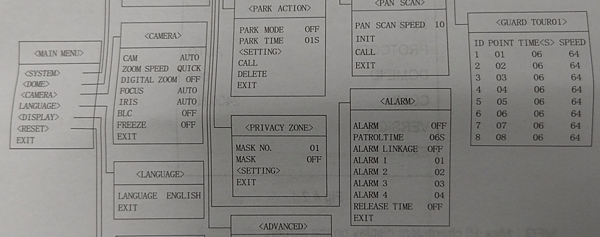 <MAIN MENU>
<SYSTEM>
<DOME>
<CAMERA>
LANGUAGE>
<DISPLAY>
<RESET>
EXIT
EXIT
<CAMERA>
CAM AUTO
ZOOM SPEED QUICK
DIGITAL ZOOM OFF
FOCUS AUTO
IRIS AUTO
BLC OFF
FREEZE OFF
EXIT
<LANGUAGE>
LANGUAGE ENGLISH
EXIT
<PARK ACTION>
PARK MODE OFF
PARK TIME 01S
<SETTING>
CALL
DELETE
EXIT
<PRIVACY ZONE>
MASK NO. 01
MASK OFF
<SETTING>
EXIT
<ADVANCED>
<PAN SCAN>
PAN SCAN SPEED 10
INIT
CALL
EXIT
<ALARM>
ALARM OFF
PATROLTIME 06S
ALARM LINKAGE OFF
ALARM 1 01
ALARM 2 02
ALARM 3 03
ALARM 4 04
RELEASE TIME OFF
EXIT
<GUARD TOUR01>
ID POINT TIME<S> SPEED
1 01 06 64
2 02 06 64
3 03 06 64
4 04 06 64
5 05 06 64
6 06 06 64
7 07 06 64
8 08 06 64